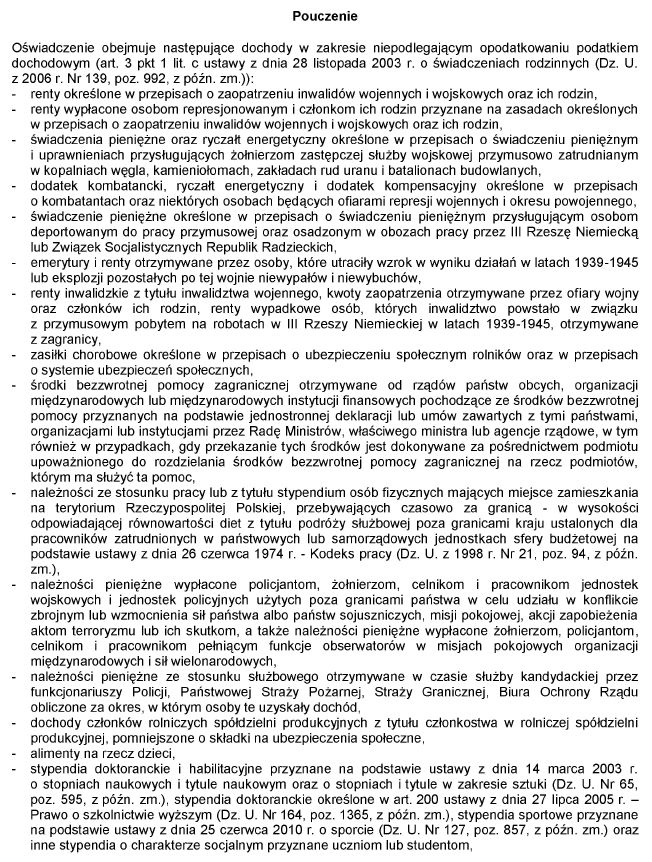 Pouczenie
Oświadczenie obejmuje następujące dochody w zakresie niepodlegającym opodatkowaniu podatkiem
dochodowym (art. 3 pkt 1 lit. c ustawy z dnia 28 listopada 2003 r. o świadczeniach rodzinnych (Dz. U.
z 2006 r. Nr 139, poz. 992, z późn. zm.)):
- renty określone w przepisach o zaopatrzeniu inwalidów wojennych i wojskowych oraz ich rodzin,
- renty wypłacone osobom represjonowanym i członkom ich rodzin przyznane na zasadach określonych
w przepisach o zaopatrzeniu inwalidów wojennych i wojskowych oraz ich rodzin,
- świadczenia pieniężne oraz ryczałt energetyczny określone w przepisach o świadczeniu pieniężnym
i uprawnieniach przysługujących żołnierzom zastępczej służby wojskowej przymusowo zatrudnianym
w kopalniach węgla, kamieniołomach, zakładach rud uranu i batalionach budowlanych,
- dodatek kombatancki, ryczałt energetyczny i dodatek kompensacyjny określone w przepisach
o kombatantach oraz niektórych osobach będących ofiarami represji wojennych i okresu powojennego,
- świadczenie pieniężne określone w przepisach o świadczeniu pieniężnym przysługującym osobom
deportowanym do pracy przymusowej oraz osadzonym w obozach pracy przez III Rzeszę Niemiecką
lub Związek Socjalistycznych Republik Radzieckich,
- emerytury i renty otrzymywane przez osoby, które utraciły wzrok w wyniku działań w latach 1939-1945
lub eksplozji pozostałych po tej wojnie niewypałów i niewybuchów,
- renty inwalidzkie z tytułu inwalidztwa wojennego, kwoty zaopatrzenia otrzymywane przez ofiary wojny
oraz członków ich rodzin, renty wypadkowe osób, których inwalidztwo powstało w związku
z przymusowym pobytem na robotach w III Rzeszy Niemieckiej w latach 1939-1945, otrzymywane
z zagranicy,
- zasiłki chorobowe określone w przepisach o ubezpieczeniu społecznym rolników oraz w przepisach
o systemie ubezpieczeń społecznych,
- środki bezzwrotnej pomocy zagranicznej otrzymywane od rządów państw obcych, organizacji
międzynarodowych lub międzynarodowych instytucji finansowych pochodzące ze środków bezzwrotnej
pomocy przyznanych na podstawie jednostronnej deklaracji lub umów zawartych z tymi państwami,
organizacjami lub instytucjami przez Radę Ministrów, właściwego ministra lub agencje rządowe, w tym
również w przypadkach, gdy przekazanie tych środków jest dokonywane za pośrednictwem podmiotu
upoważnionego do rozdzielania środków bezzwrotnej pomocy zagranicznej na rzecz podmiotów,
którym ma służyć ta pomoc,
- należności ze stosunku pracy lub z tytułu stypendium osób fizycznych mających miejsce zamieszkania
na terytorium Rzeczypospolitej Polskiej, przebywających czasowo za granicą - w wysokości
odpowiadającej równowartości diet z tytułu podróży służbowej poza granicami kraju ustalonych dla
pracowników zatrudnionych w państwowych lub samorządowych jednostkach sfery budżetowej na
podstawie ustawy z dnia 26 czerwca 1974 r. - Kodeks pracy (Dz. U. z 1998 r. Nr 21, poz. 94, z późn.
zm.),
- należności pieniężne wypłacone policjantom, żołnierzom, celnikom i pracownikom jednostek
wojskowych i jednostek policyjnych użytych poza granicami państwa w celu udziału w konflikcie
zbrojnym lub wzmocnienia sił państwa albo państw sojuszniczych, misji pokojowej, akcji zapobieżenia
aktom terroryzmu lub ich skutkom, a także należności pieniężne wypłacone żołnierzom, policjantom,
celnikom i pracownikom pełniącym funkcje obserwatorów w misjach pokojowych organizacji
międzynarodowych i sił wielonarodowych,
- należności pieniężne ze stosunku służbowego otrzymywane w czasie służby kandydackiej przez
funkcjonariuszy Policji, Państwowej Straży Pożarnej, Straży Granicznej, Biura Ochrony Rządu
obliczone za okres, w którym osoby te uzyskały dochód,
- dochody członków rolniczych spółdzielni produkcyjnych z tytułu członkostwa w rolniczej spółdzielni
produkcyjnej, pomniejszone o składki na ubezpieczenia społeczne,
- alimenty na rzecz dzieci,
- stypendia doktoranckie i habilitacyjne przyznane na podstawie ustawy z dnia 14 marca 2003 r.
o stopniach naukowych i tytule naukowym oraz o stopniach i tytule w zakresie sztuki (Dz. U. Nr 65,
poz. 595, z późn. zm.), stypendia doktoranckie określone w art. 200 ustawy z dnia 27 lipca 2005 r. –
Prawo o szkolnictwie wyższym (Dz. U. Nr 164, poz. 1365, z późn. zm.), stypendia sportowe przyznane
na podstawie ustawy z dnia 25 czerwca 2010 r. o sporcie (Dz. U. Nr 127, poz. 857, z późn. zm.) oraz
inne stypendia o charakterze socjalnym przyznane uczniom lub studentom,